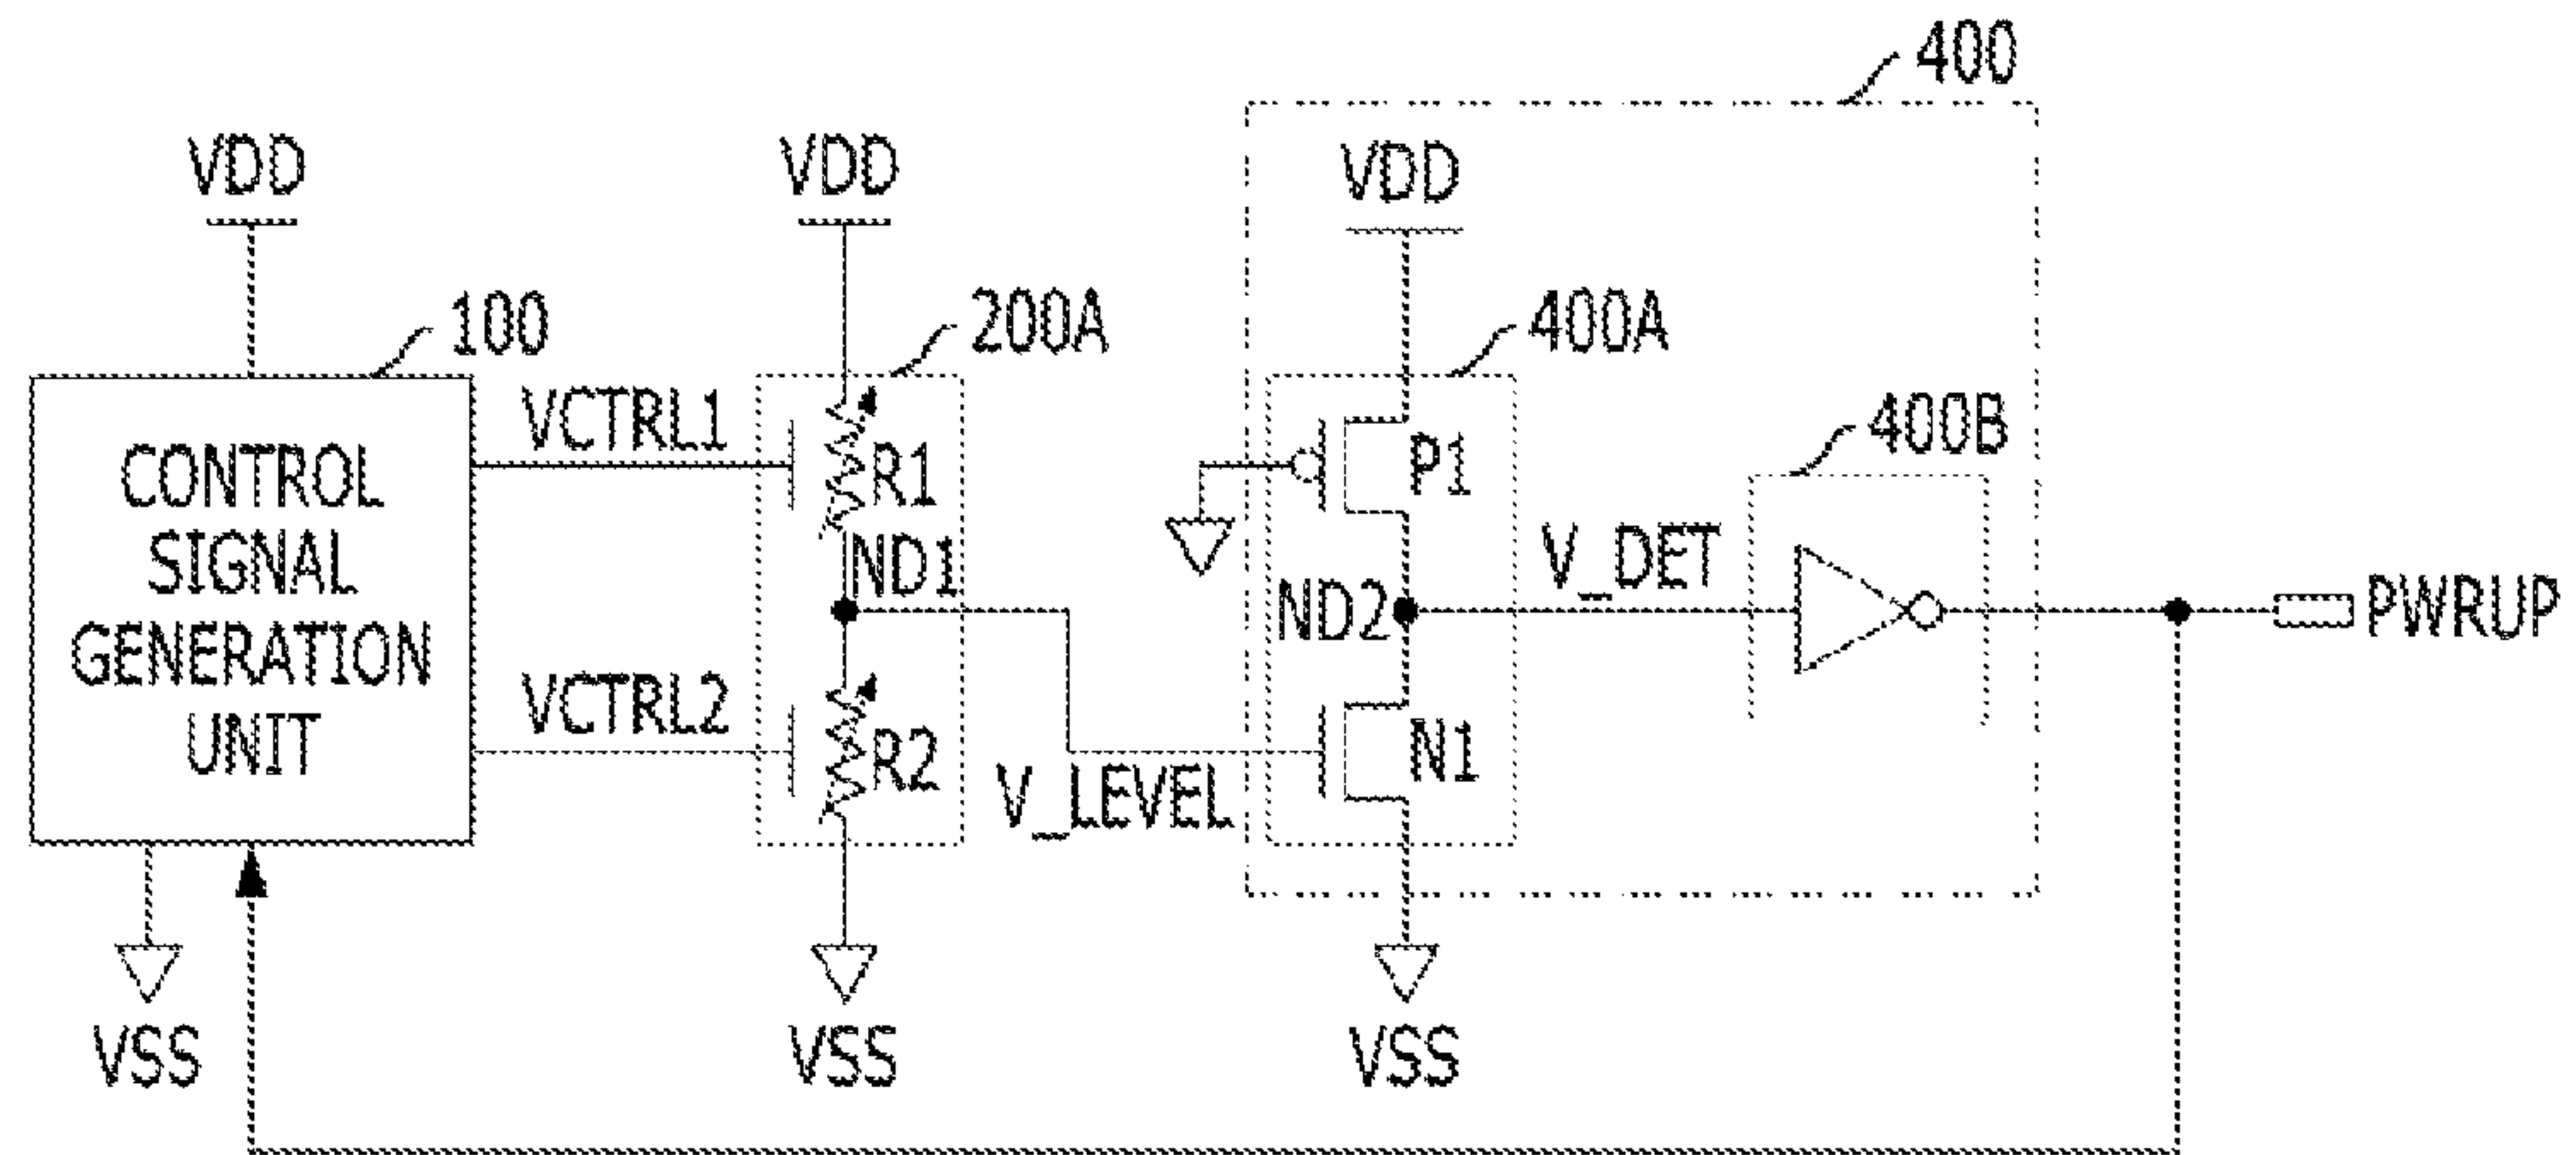 400
VDD
VDD
VDD
100
200A
400A
VCTRL1
400B
CONTROL
SIGNAL
GENERATION
UNIT
R1
P1
ND1
V_DET
ND2
PWRUP
VCTRL2
R2
N1
V_LEVEL
VSS
VSS
VSS